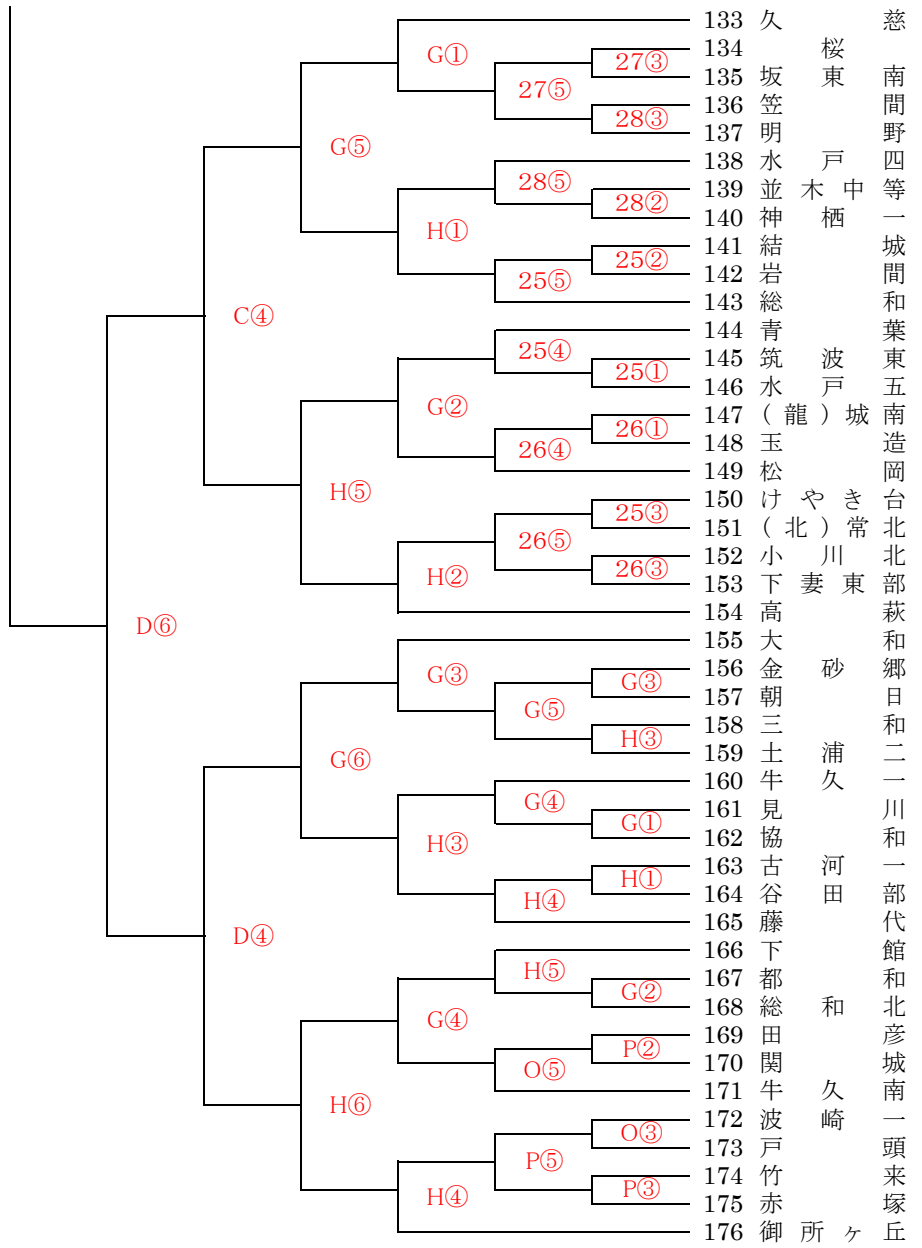 133 久慈
G①
134 桜
27③
135 坂東南
27⑤
136 笠間
28③
137 明野
G⑤
138 水戸四
28⑤
139 並木中等
28②
140 神栖一
H①
141 結城
25②
142 岩間
25⑤
143 総和
C④
144 青葉
25④
145 筑波東
25①
146 水戸五
G②
147 (龍)城南
26①
148 玉造
26④
149 松岡
H⑤
150 けやき台
25③
151 (北)常北
26⑤
152 小川北
26③
153 下妻東部
H②
154 高萩
D⑥
155 大和
G③
156 金砂郷
G③
157 朝日
G⑤
158 三和
H③
159 土浦二
G⑥
160 牛久一
G④
161 見川
G①
162 協和
H③
163 古河一
H①
164 谷田部
H④
165 藤代
D④
166 下館
H⑤
167 都和
G②
168 総和北
G④
169 田彦
P②
170 関城
O⑤
171 牛久南
H⑥
172 波崎一
O③
173 戸頭
P⑤
174 竹来
P③
175 赤塚
H④
176 御所ヶ丘